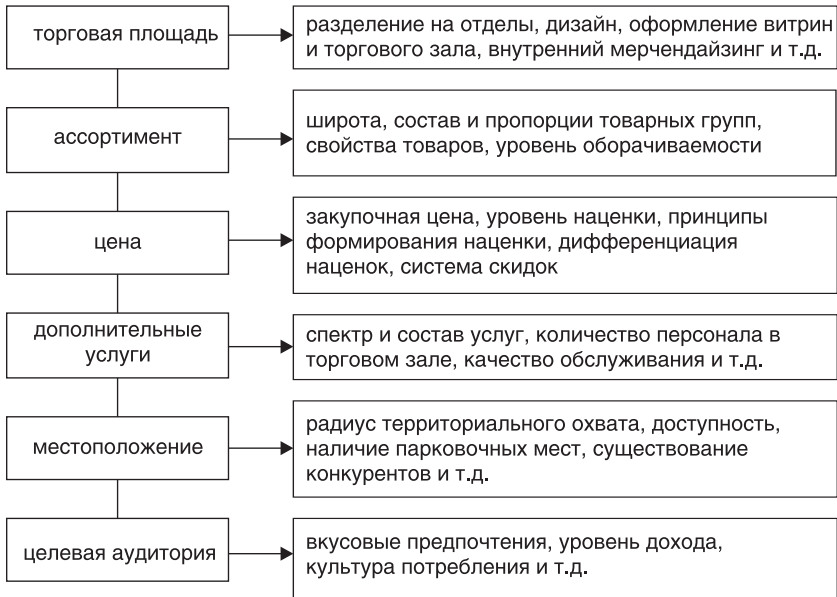 торговая площадь
разделение на отделы, дизайн, оформление витрин
и торгового зала, внутренний мерчендайзинг и т.д.
ассортимент
широта, состав и пропорции товарных групп,
свойства товаров, уровень оборачиваемости
цена
закупочная цена, уровень наценки, принципы
формирования наценки, дифференциация
наценок, система скидок
дополнительные
услуги
спектр и состав услуг, количество персонала в
торговом зале, качество обслуживания и т.д.
местоположение
радиус территориального охвата, доступность,
наличие парковочных мест, существование
конкурентов и т.д.
целевая аудитория
вкусовые предпочтения, уровень дохода,
культура потребления и т.д.